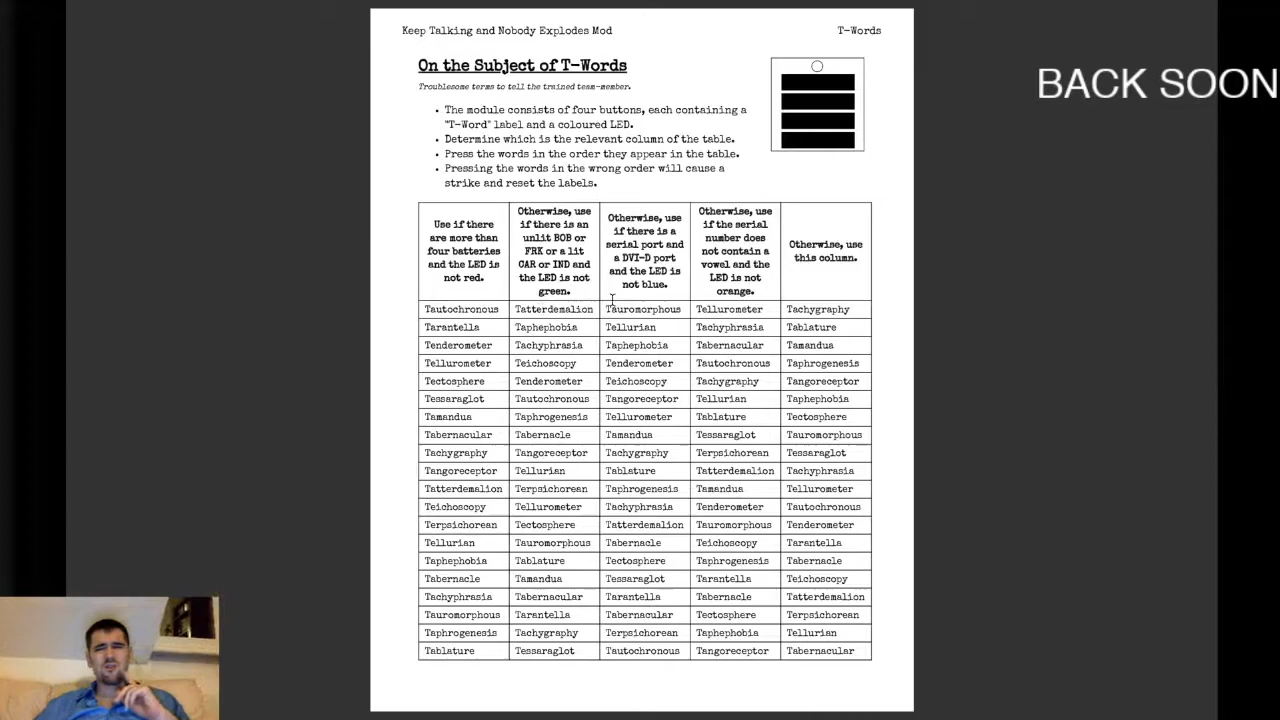 Keep Talking and Nobody Explodes Mod
T-Words
BACK SOON
On the Subject of T-Words
Troublesome terms to tell the trained team-member.
• The module consists of four buttons, each containing a
"T-Word" label and a coloured LED.
• Determine which is the relevant column of the table.
• Press the words in the order they appear in the table.
• Pressing the words in the wrong order will cause a
strike and reset the labels.
Use if there
are more than
four batteries
and the LED is
not red.
Otherwise, use
if there is an
unlit BOB or
FRK or a lit
CAR or IND and
the LED is not
green.
Otherwise, use
if there is a
serial port and
a DVI-D port
and the LED is
not blue.
Otherwise, use
if the serial
number does
not contain a
vowel and the
LED is not
orange.
Otherwise, use
this column.
Tautochronous Tatterdemalion Tauromorphous Tellurometer Tachygraphy
Tarantella Taphephobia Tellurian Tachyphrasia Tablature
Tenderometer Tachyphrasia Taphephobia Tabernacular Tamandua
Tellurometer Teichoscopy Tenderometer Tautochronous Taphrogenesis
Tectosphere Tenderometer Teichoscopy Tachygraphy Tangoreceptor
Tessaraglot Tautochronous Tangoreceptor Tellurian Taphephobia
Tamandua Taphrogenesis Tellurometer Tablature Tectosphere
Tabernacular Tabernacle Tamandua Tessaraglot Tauromorphous
Tachygraphy Tangoreceptor Tachygraphy Terpsichorean Tessaraglot
Tangoreceptor Tellurian Tablature Tatterdemalion Tachyphrasia
Tatterdemalion Terpsichorean Taphrogenesis Tamandua Tellurometer
Teichoscopy Tellurometer Tachyphrasia Tenderometer Tautochronous
Terpsichorean Tectosphere Tatterdemalion Tauromorphous Tenderometer
Tellurian Tauromorphous Tabernacle Teichoscopy Tarantella
Taphephobia Tablature Tectosphere Taphrogenesis Tabernacle
Tabernacle Tamandua Tessaraglot Tarantella Teichoscopy
Tachyphrasia Tabernacular Tarantella Tabernacle Tatterdemalion
Tauromorphous Tarantella Tabernacular Tectosphere Terpsichorean
Taphrogenesis Tachygraphy Terpsichorean Taphephobia Tellurian
Tablature Tessaraglot Tautochronous Tangoreceptor Tabernacular